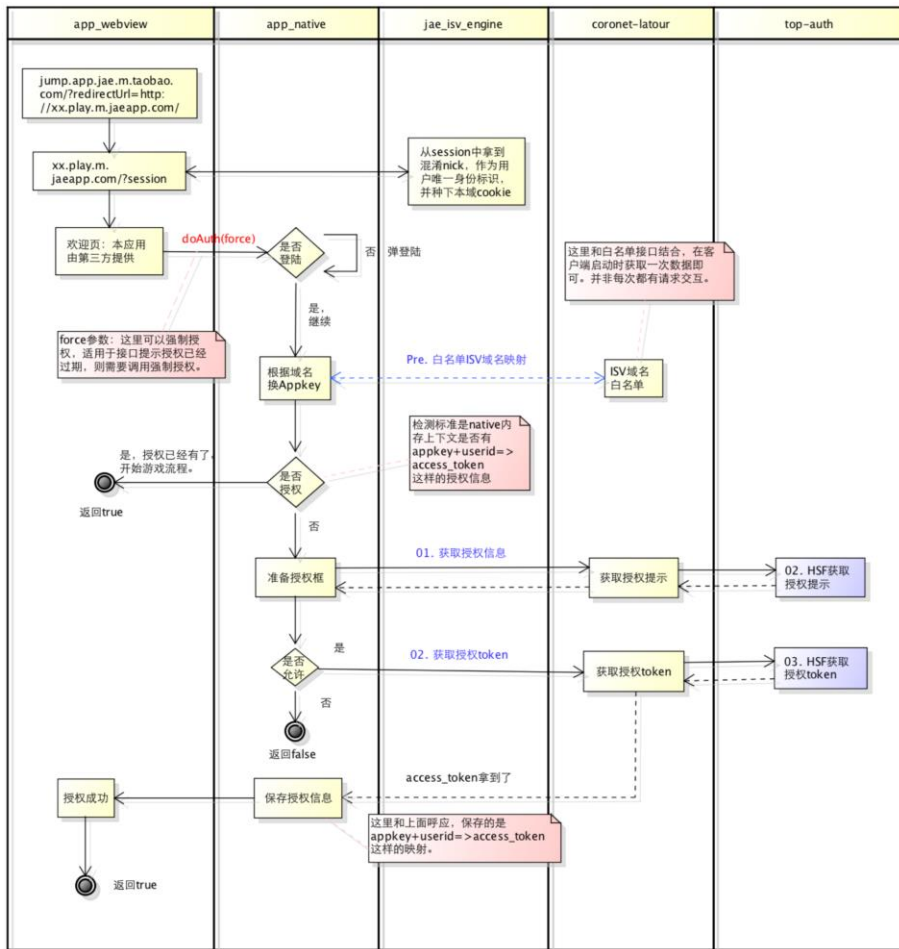 app_webview
app_native
jae_isv_engine
coronet-latour
top-auth
jump.app.jae.m.taobao.
com/?redirectUrl=http:
//xx.play.m.jaeapp.com/
xx.play.m.
jaeapp.com/?session
从session中拿到
混淆nick，作为用
户唯一身份标识，
并种下本域cookie
欢迎页：本应用
由第三方提供
doAuth(force)
是否
登陆
否
弹登陆
这里和白名单接口结合，在客
户端启动时获取一次数据即
可。并非每次都有请求交互。
是，
继续
force参数：这里可以强制授
权，适用于接口提示授权已经
过期，则需要调用强制授权。
根据域名
换Appkey
Pre. 白名单ISV域名映射
ISV域名
白名单
检测标准是native内
存上下文是否有
appkey+userid=>
access_token
这样的授权信息
是，授权已经有了，
开始游戏流程。
是否
授权
返回true
否
准备授权框
01. 获取授权信息
获取授权提示
02. HSF获取
授权提示
是否
允许
是
02. 获取授权token
获取授权token
03. HSF获取
授权token
否
返回false
access_token拿到了
授权成功
保存授权信息
这里和上面呼应，保存的是
appkey+userid=>access_token
这样的映射。
返回true